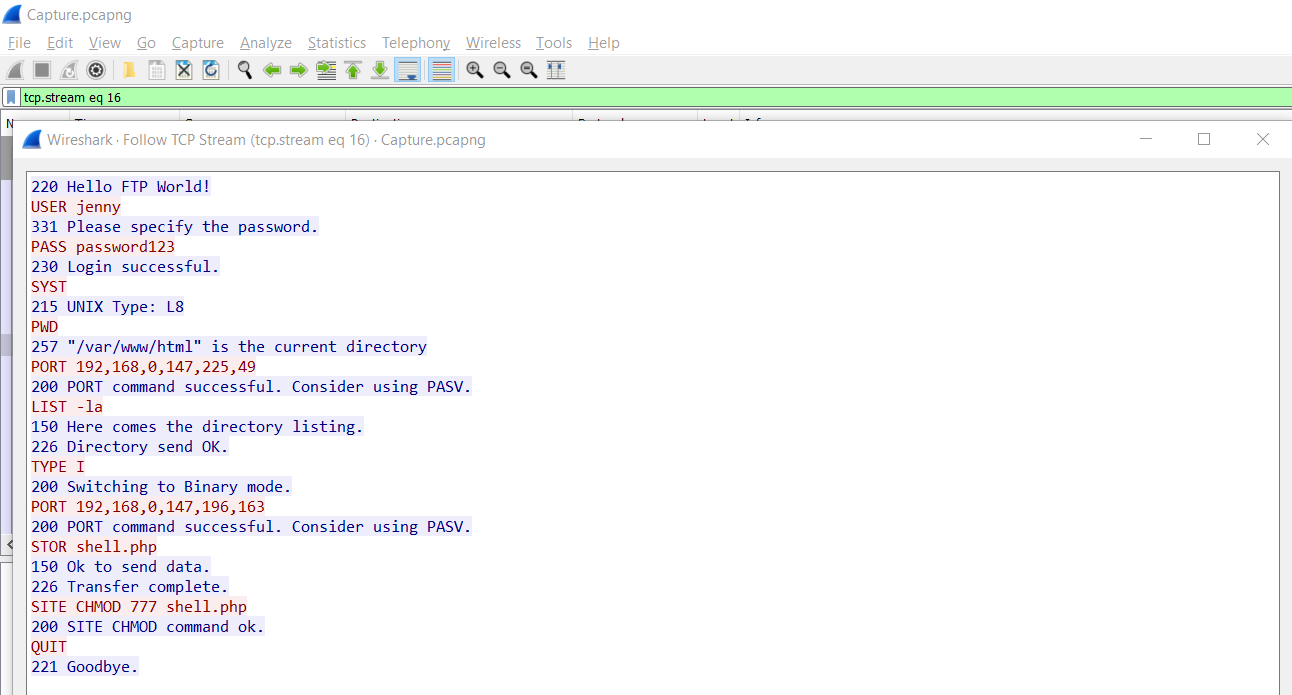 Capture.pcapng
File Edit View Go Capture Analyze Statistics Telephony Wireless Tools Help
tcp.stream eq 16
Wireshark · Follow TCP Stream (tcp.stream eq 16) · Capture.pcapng
220 Hello FTP World!
USER jenny
331 Please specify the password.
PASS password123
230 Login successful.
SYST
215 UNIX Type: L8
PWD
257 "/var/www/html" is the current directory
PORT 192,168,0,147,225,49
200 PORT command successful. Consider using PASV.
LIST -la
150 Here comes the directory listing.
226 Directory send OK.
TYPE I
200 Switching to Binary mode.
PORT 192,168,0,147,196,163
200 PORT command successful. Consider using PASV.
STOR shell.php
150 Ok to send data.
226 Transfer complete.
SITE CHMOD 777 shell.php
200 SITE CHMOD command ok.
QUIT
221 Goodbye.